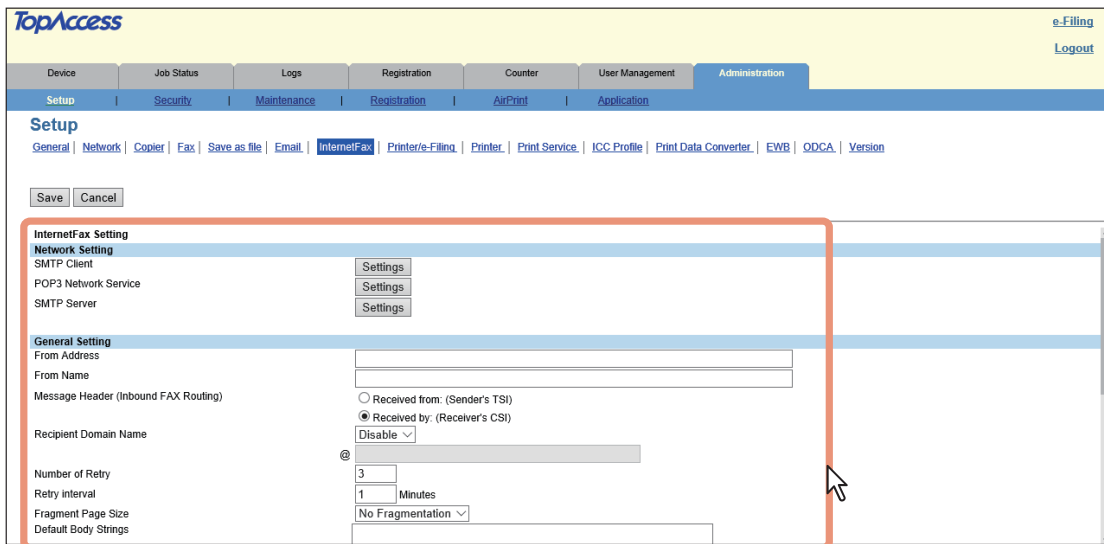 TopAccess
e-Filing
Logout
Device Job Status Logs Registration Counter User Management Administration
Setup | Security | Maintenance | Registration | AirPrint | Application
Setup
General | Network | Copier | Fax | Save as file | Email | InternetFax | Printer/e-Filing | Printer | Print Service | ICC Profile | Print Data Converter | EWB | ODCA | Version
Save Cancel
InternetFax Setting
Network Setting
SMTP Client Settings
POP3 Network Service Settings
SMTP Server Settings
General Setting
From Address
From Name
Message Header (Inbound FAX Routing) Received from: (Sender's TSI)
Received by: (Receiver's CSI)
Recipient Domain Name Disable
@
Number of Retry 3
Retry interval 1 Minutes
Fragment Page Size No Fragmentation
Default Body Strings